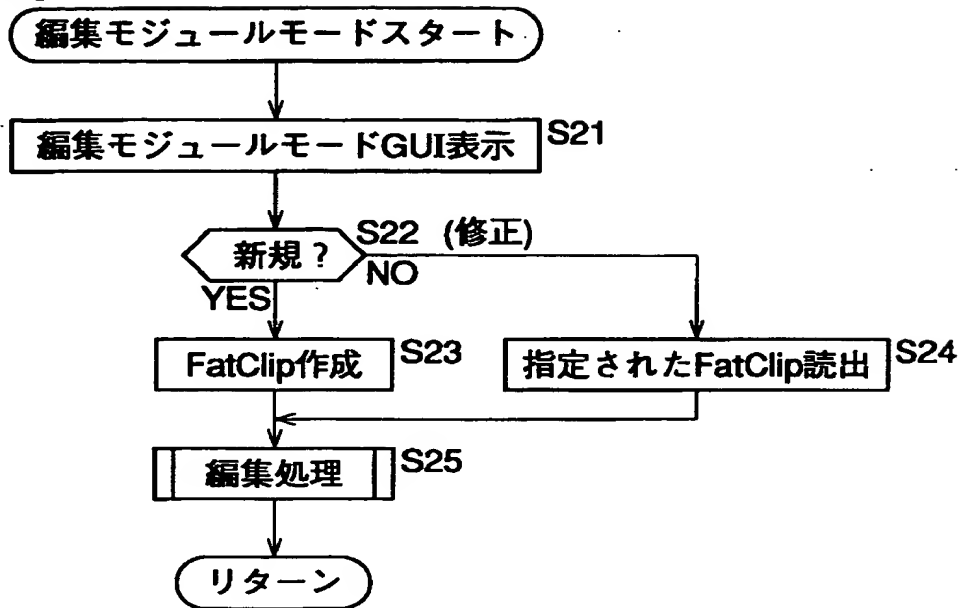 編集モジュールモードスタート
編集モジュールモードGUI表示 S21
新規? S22 (修正)
NO
YES
FatClip作成 S23
指定されたFatClip読出 S24
編集処理 S25
リターン